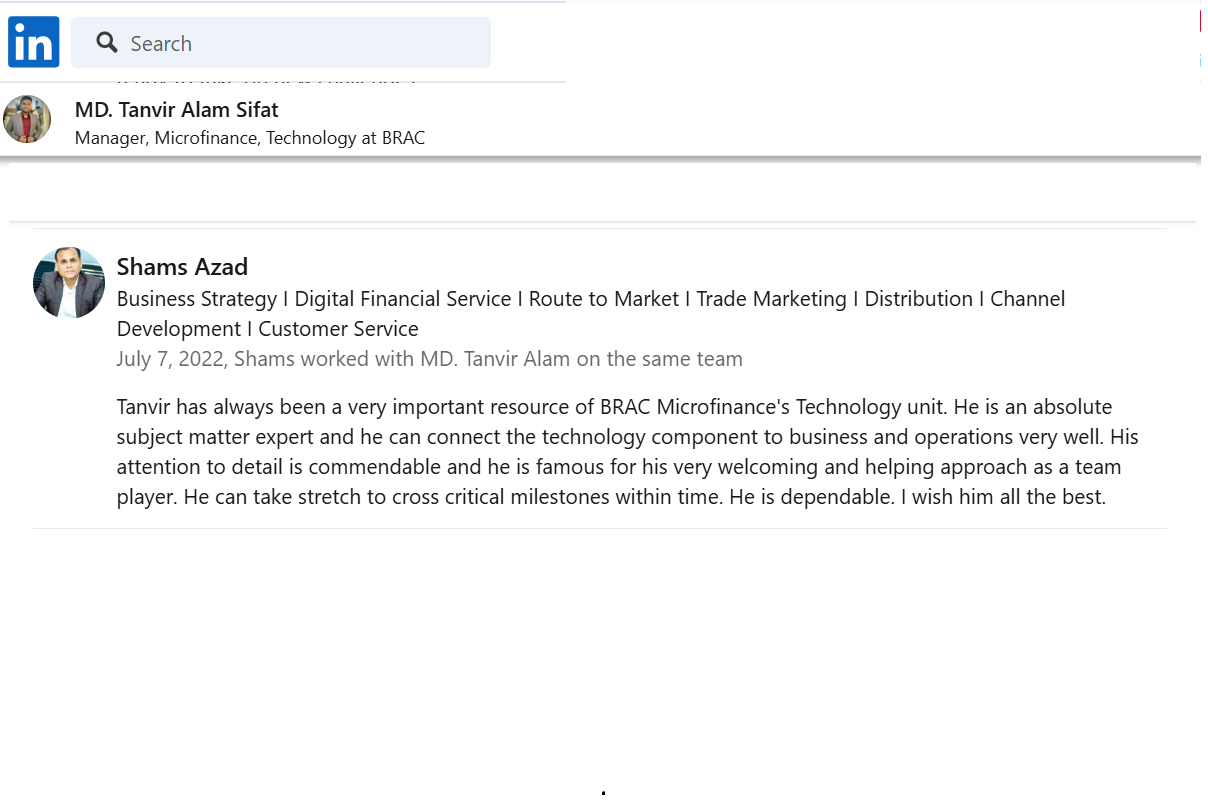 in
Search
MD. Tanvir Alam Sifat
Manager, Microfinance, Technology at BRAC
Shams Azad
Business Strategy I Digital Financial Service I Route to Market I Trade Marketing I Distribution I Channel
Development I Customer Service
July 7, 2022, Shams worked with MD. Tanvir Alam on the same team
Tanvir has always been a very important resource of BRAC Microfinance's Technology unit. He is an absolute
subject matter expert and he can connect the technology component to business and operations very well. His
attention to detail is commendable and he is famous for his very welcoming and helping approach as a team
player. He can take stretch to cross critical milestones within time. He is dependable. I wish him all the best.